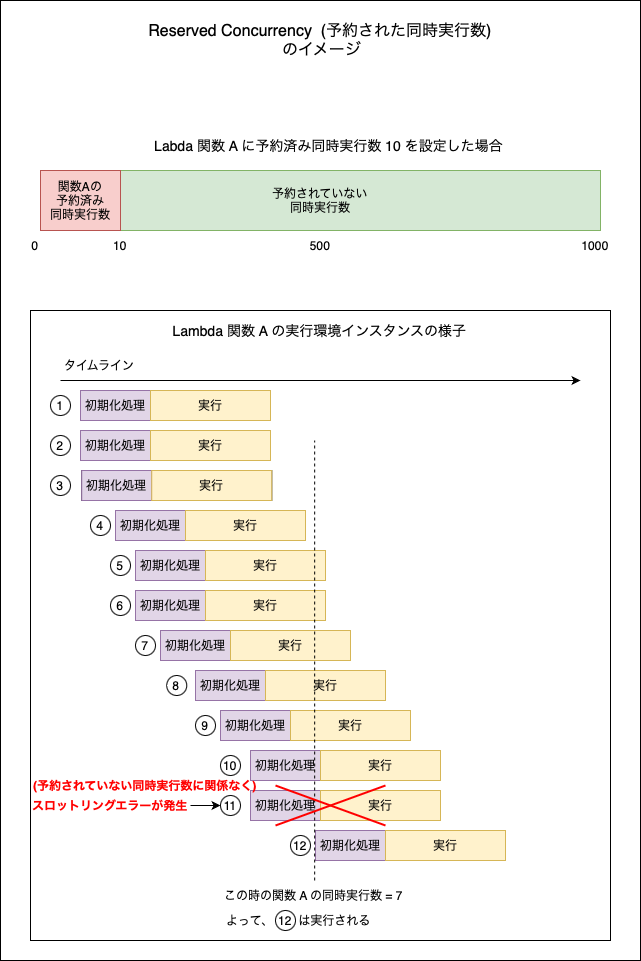 Reserved Concurrency (予約された同時実行数)
のイメージ
Labda 関数 A に予約済み同時実行数 10 を設定した場合
関数Aの
予約済み
同時実行数
予約されていない
同時実行数
0
10
500
1000
Lambda 関数 A の実行環境インスタンスの様子
タイムライン
1 初期化処理 実行
2 初期化処理 実行
3 初期化処理 実行
4 初期化処理 実行
5 初期化処理 実行
6 初期化処理 実行
7 初期化処理 実行
8 初期化処理 実行
9 初期化処理 実行
10 初期化処理 実行
(予約されていない同時実行数に関係なく)
スロットリングエラーが発生 11 初期化処理 実行
12 初期化処理 実行
この時の関数 A の同時実行数 = 7
よって、12 は実行される